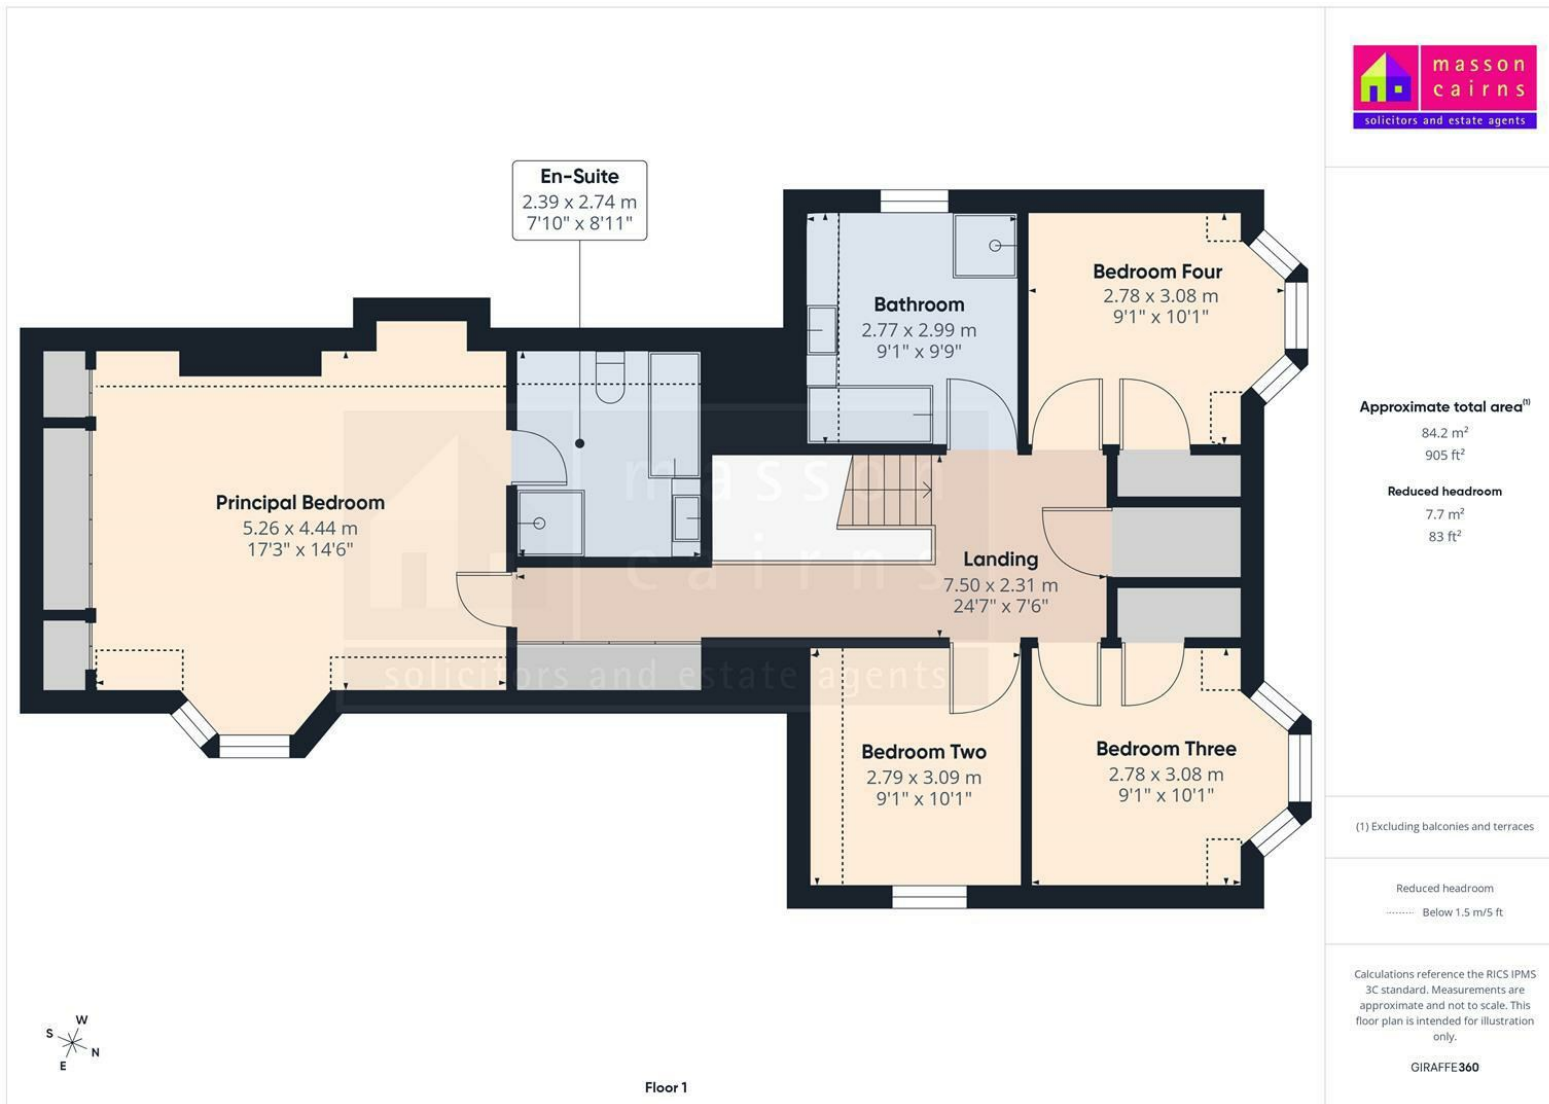 masson
cairns
solicitors and estate agents
En-Suite
2.39 x 2.74 m
7'10" x 8'11"
Bathroom
2.77 x 2.99 m
9'1" x 9'9"
Bedroom Four
2.78 x 3.08 m
9'1" x 10'1"
Principal Bedroom
5.26 x 4.44 m
17'3" x 14'6"
masson
cairns
solicitors and estate agents
Landing
7.50 x 2.31 m
24'7" x 7'6"
Bedroom Two
2.79 x 3.09 m
9'1" x 10'1"
Bedroom Three
2.78 x 3.08 m
9'1" x 10'1"
Approximate total area(1)
84.2 m²
905 ft²
Reduced headroom
7.7 m²
83 ft²
(1) Excluding balconies and terraces
Reduced headroom
Below 1.5 m/5 ft
Calculations reference the RICS IPMS
3C standard. Measurements are
approximate and not to scale. This
floor plan is intended for illustration
only.
GIRAFFE360
W
S
N
E
Floor 1